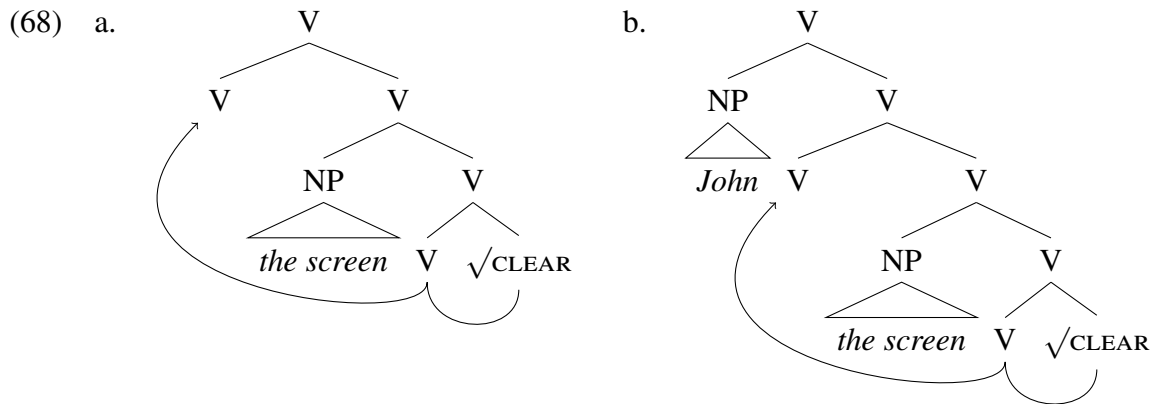 (68) a. V b. V
V V NP V
NP V John V V
the screen V √CLEAR NP V
the screen V √CLEAR